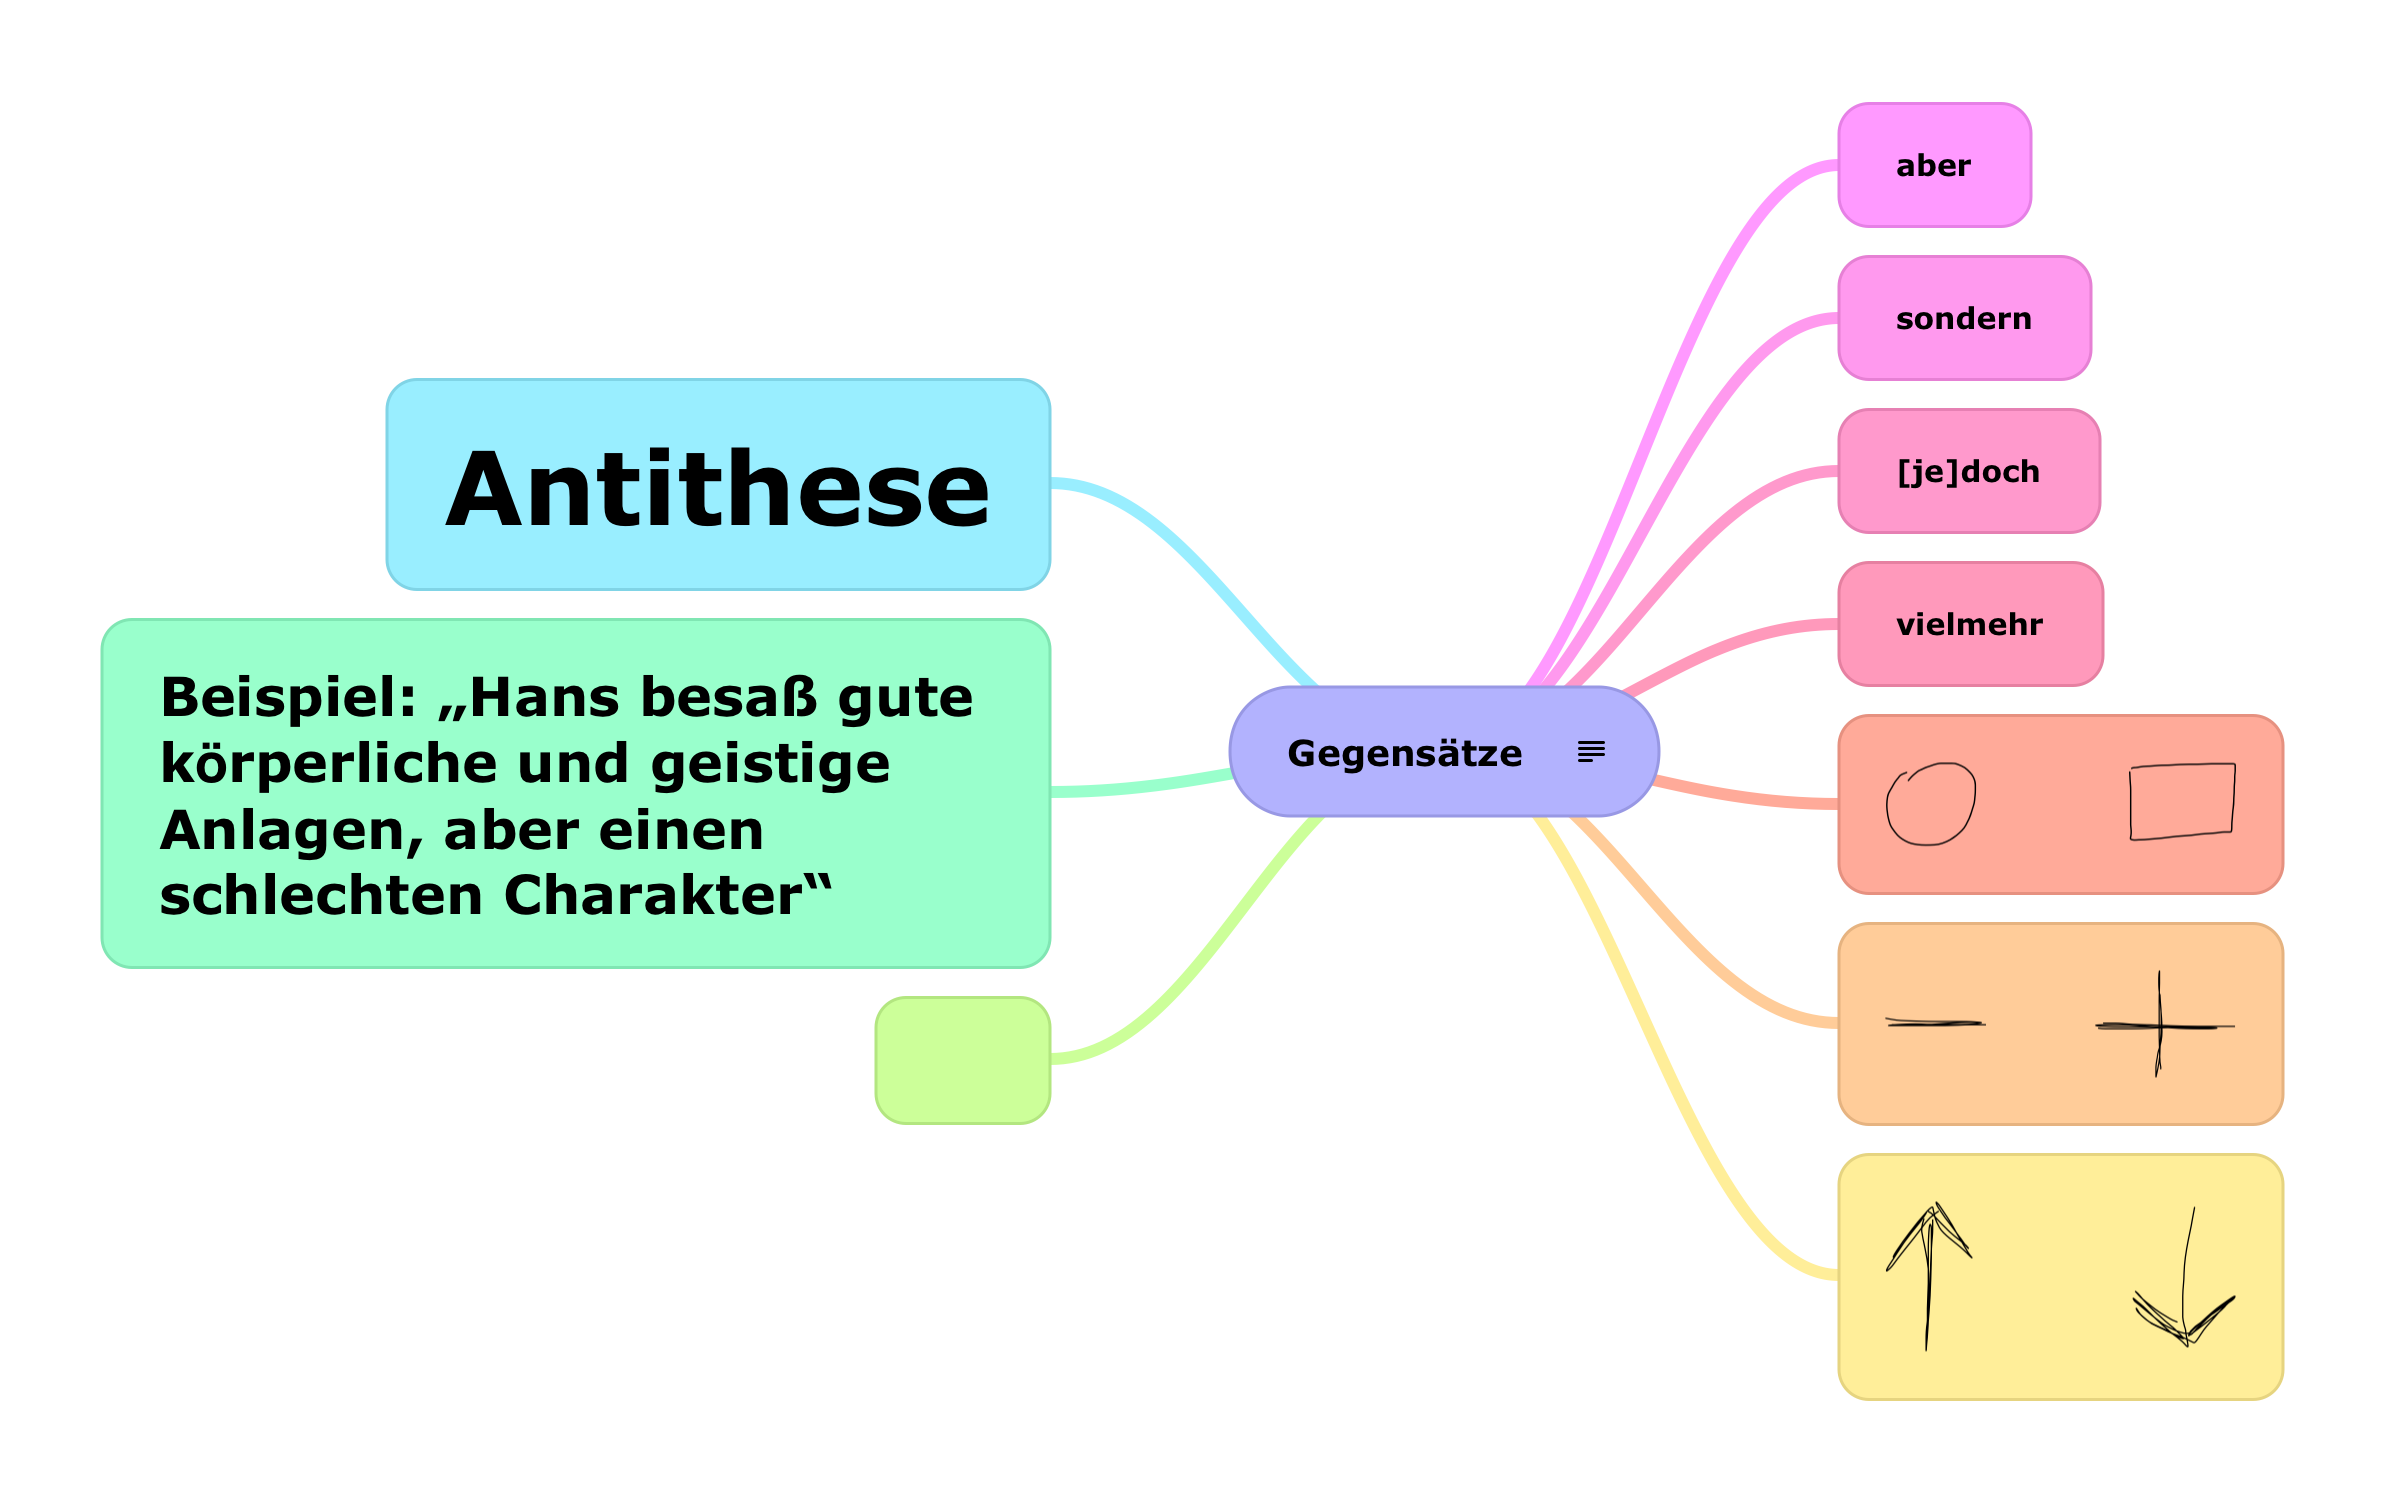 Antithese
Beispiel: „Hans besaß gute
körperliche und geistige
Anlagen, aber einen
schlechten Charakter“
Gegensätze
aber
sondern
[je]doch
vielmehr